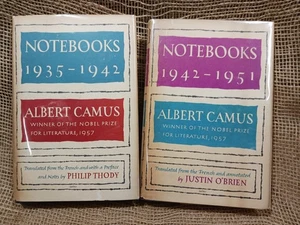 NOTEBOOKS
1935–1942
ALBERT CAMUS
WINNER OF THE NOBEL PRIZE
FOR LITERATURE, 1957
Translated from the French and with a Preface
and Notes by PHILIP THODY
NOTEBOOKS
1942–1951
ALBERT CAMUS
WINNER OF THE NOBEL PRIZE
FOR LITERATURE, 1957
Translated from the French and annotated
by JUSTIN O'BRIEN